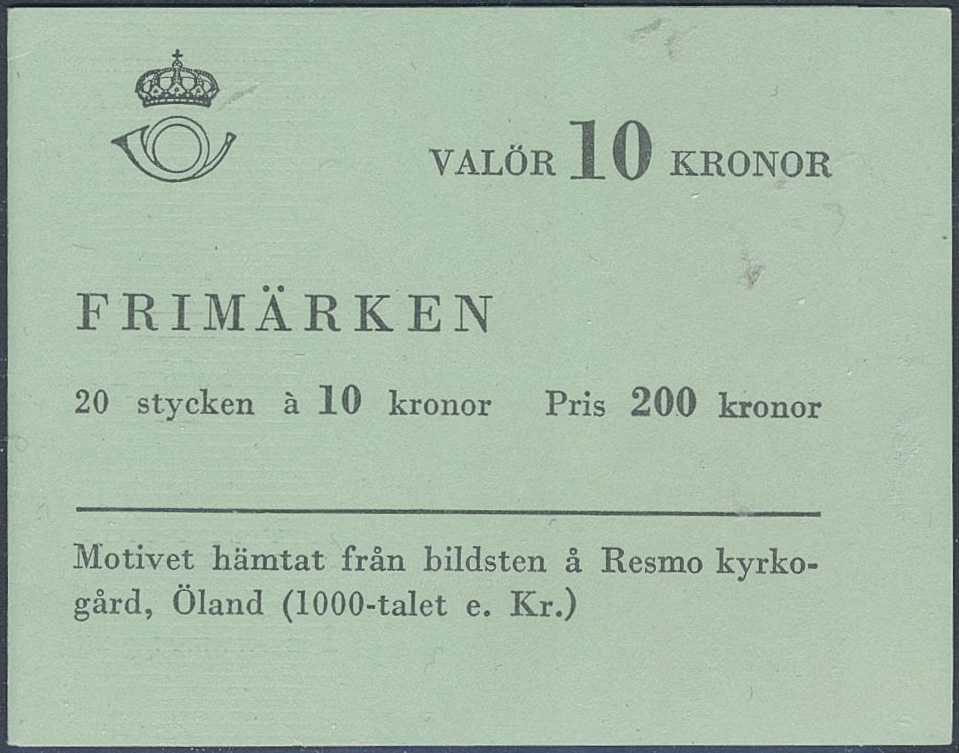 VALÖR 10 KRONOR
FRIMÄRKEN
20 stycken à 10 kronor Pris 200 kronor
Motivet hämtat från bildsten å Resmo kyrko-
gård, Öland (1000-talet e. Kr.)